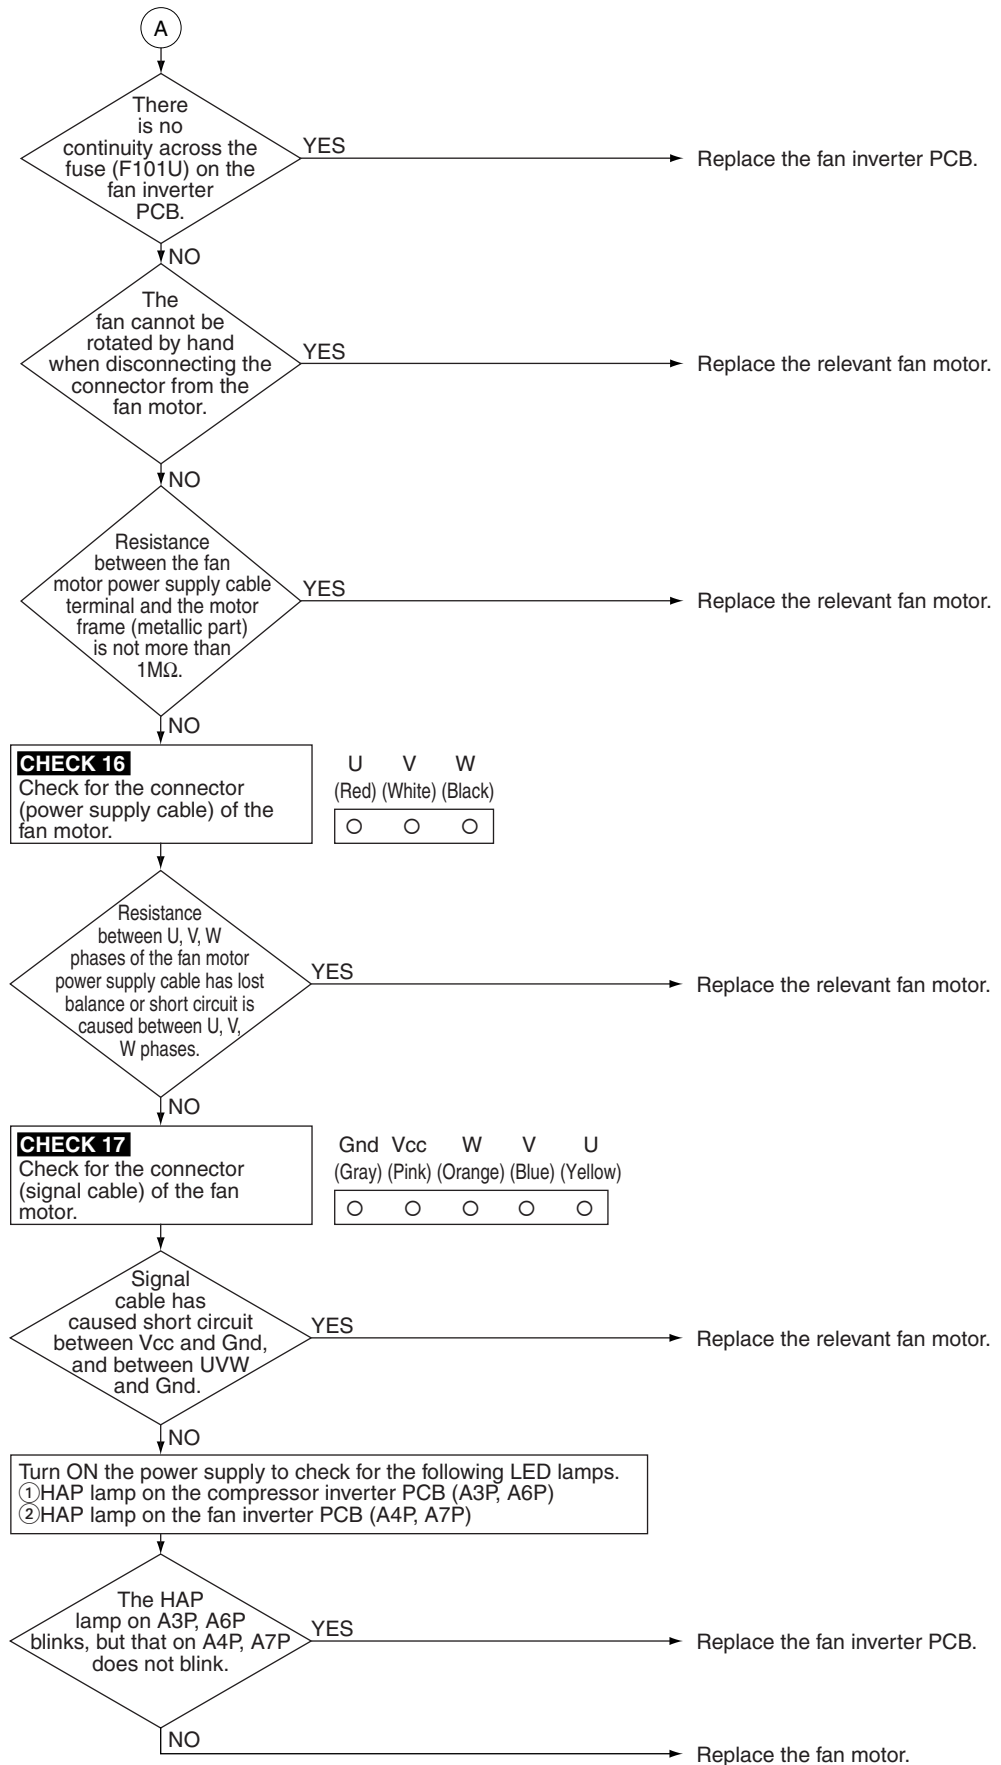 A
There
is no
continuity across the
fuse (F101U) on the
fan inverter
PCB.
YES
Replace the fan inverter PCB.
NO
The
fan cannot be
rotated by hand
when disconnecting the
connector from the
fan motor.
YES
Replace the relevant fan motor.
NO
Resistance
between the fan
motor power supply cable
terminal and the motor
frame (metallic part)
is not more than
1MΩ.
YES
Replace the relevant fan motor.
NO
CHECK 16
Check for the connector
(power supply cable) of the
fan motor.
U V W
(Red) (White) (Black)
Resistance
between U, V, W
phases of the fan motor
power supply cable has lost
balance or short circuit is
caused between U, V,
W phases.
YES
Replace the relevant fan motor.
NO
CHECK 17
Check for the connector
(signal cable) of the fan
motor.
Gnd Vcc W V U
(Gray) (Pink) (Orange) (Blue) (Yellow)
Signal
cable has
caused short circuit
between Vcc and Gnd,
and between UVW
and Gnd.
YES
Replace the relevant fan motor.
NO
Turn ON the power supply to check for the following LED lamps.
①HAP lamp on the compressor inverter PCB (A3P, A6P)
②HAP lamp on the fan inverter PCB (A4P, A7P)
The HAP
lamp on A3P, A6P
blinks, but that on A4P, A7P
does not blink.
YES
Replace the fan inverter PCB.
NO
Replace the fan motor.